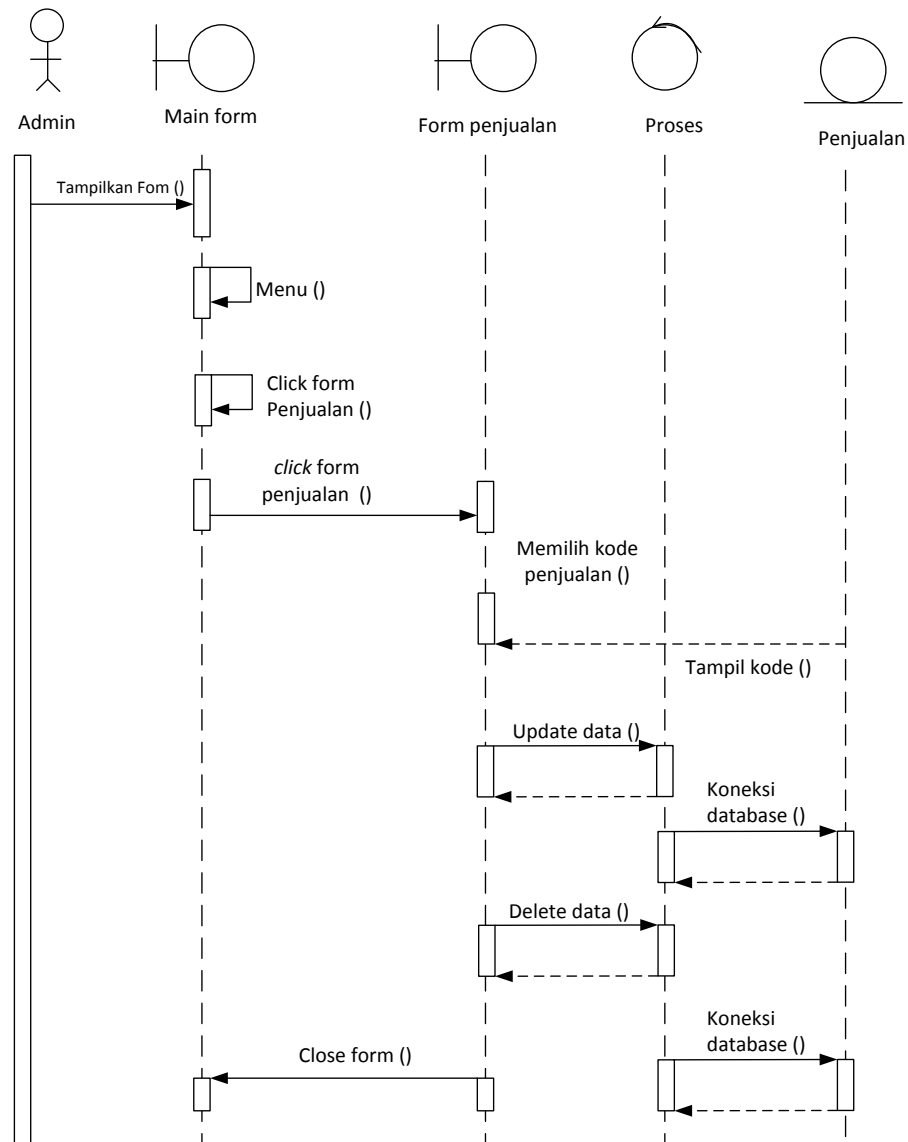 Admin
Main form
Form penjualan
Proses
Penjualan
Tampilkan Fom ()
Menu ()
Click form
Penjualan ()
click form
penjualan ()
Memilih kode
penjualan ()
Tampil kode ()
Update data ()
Koneksi
database ()
Delete data ()
Koneksi
database ()
Close form ()